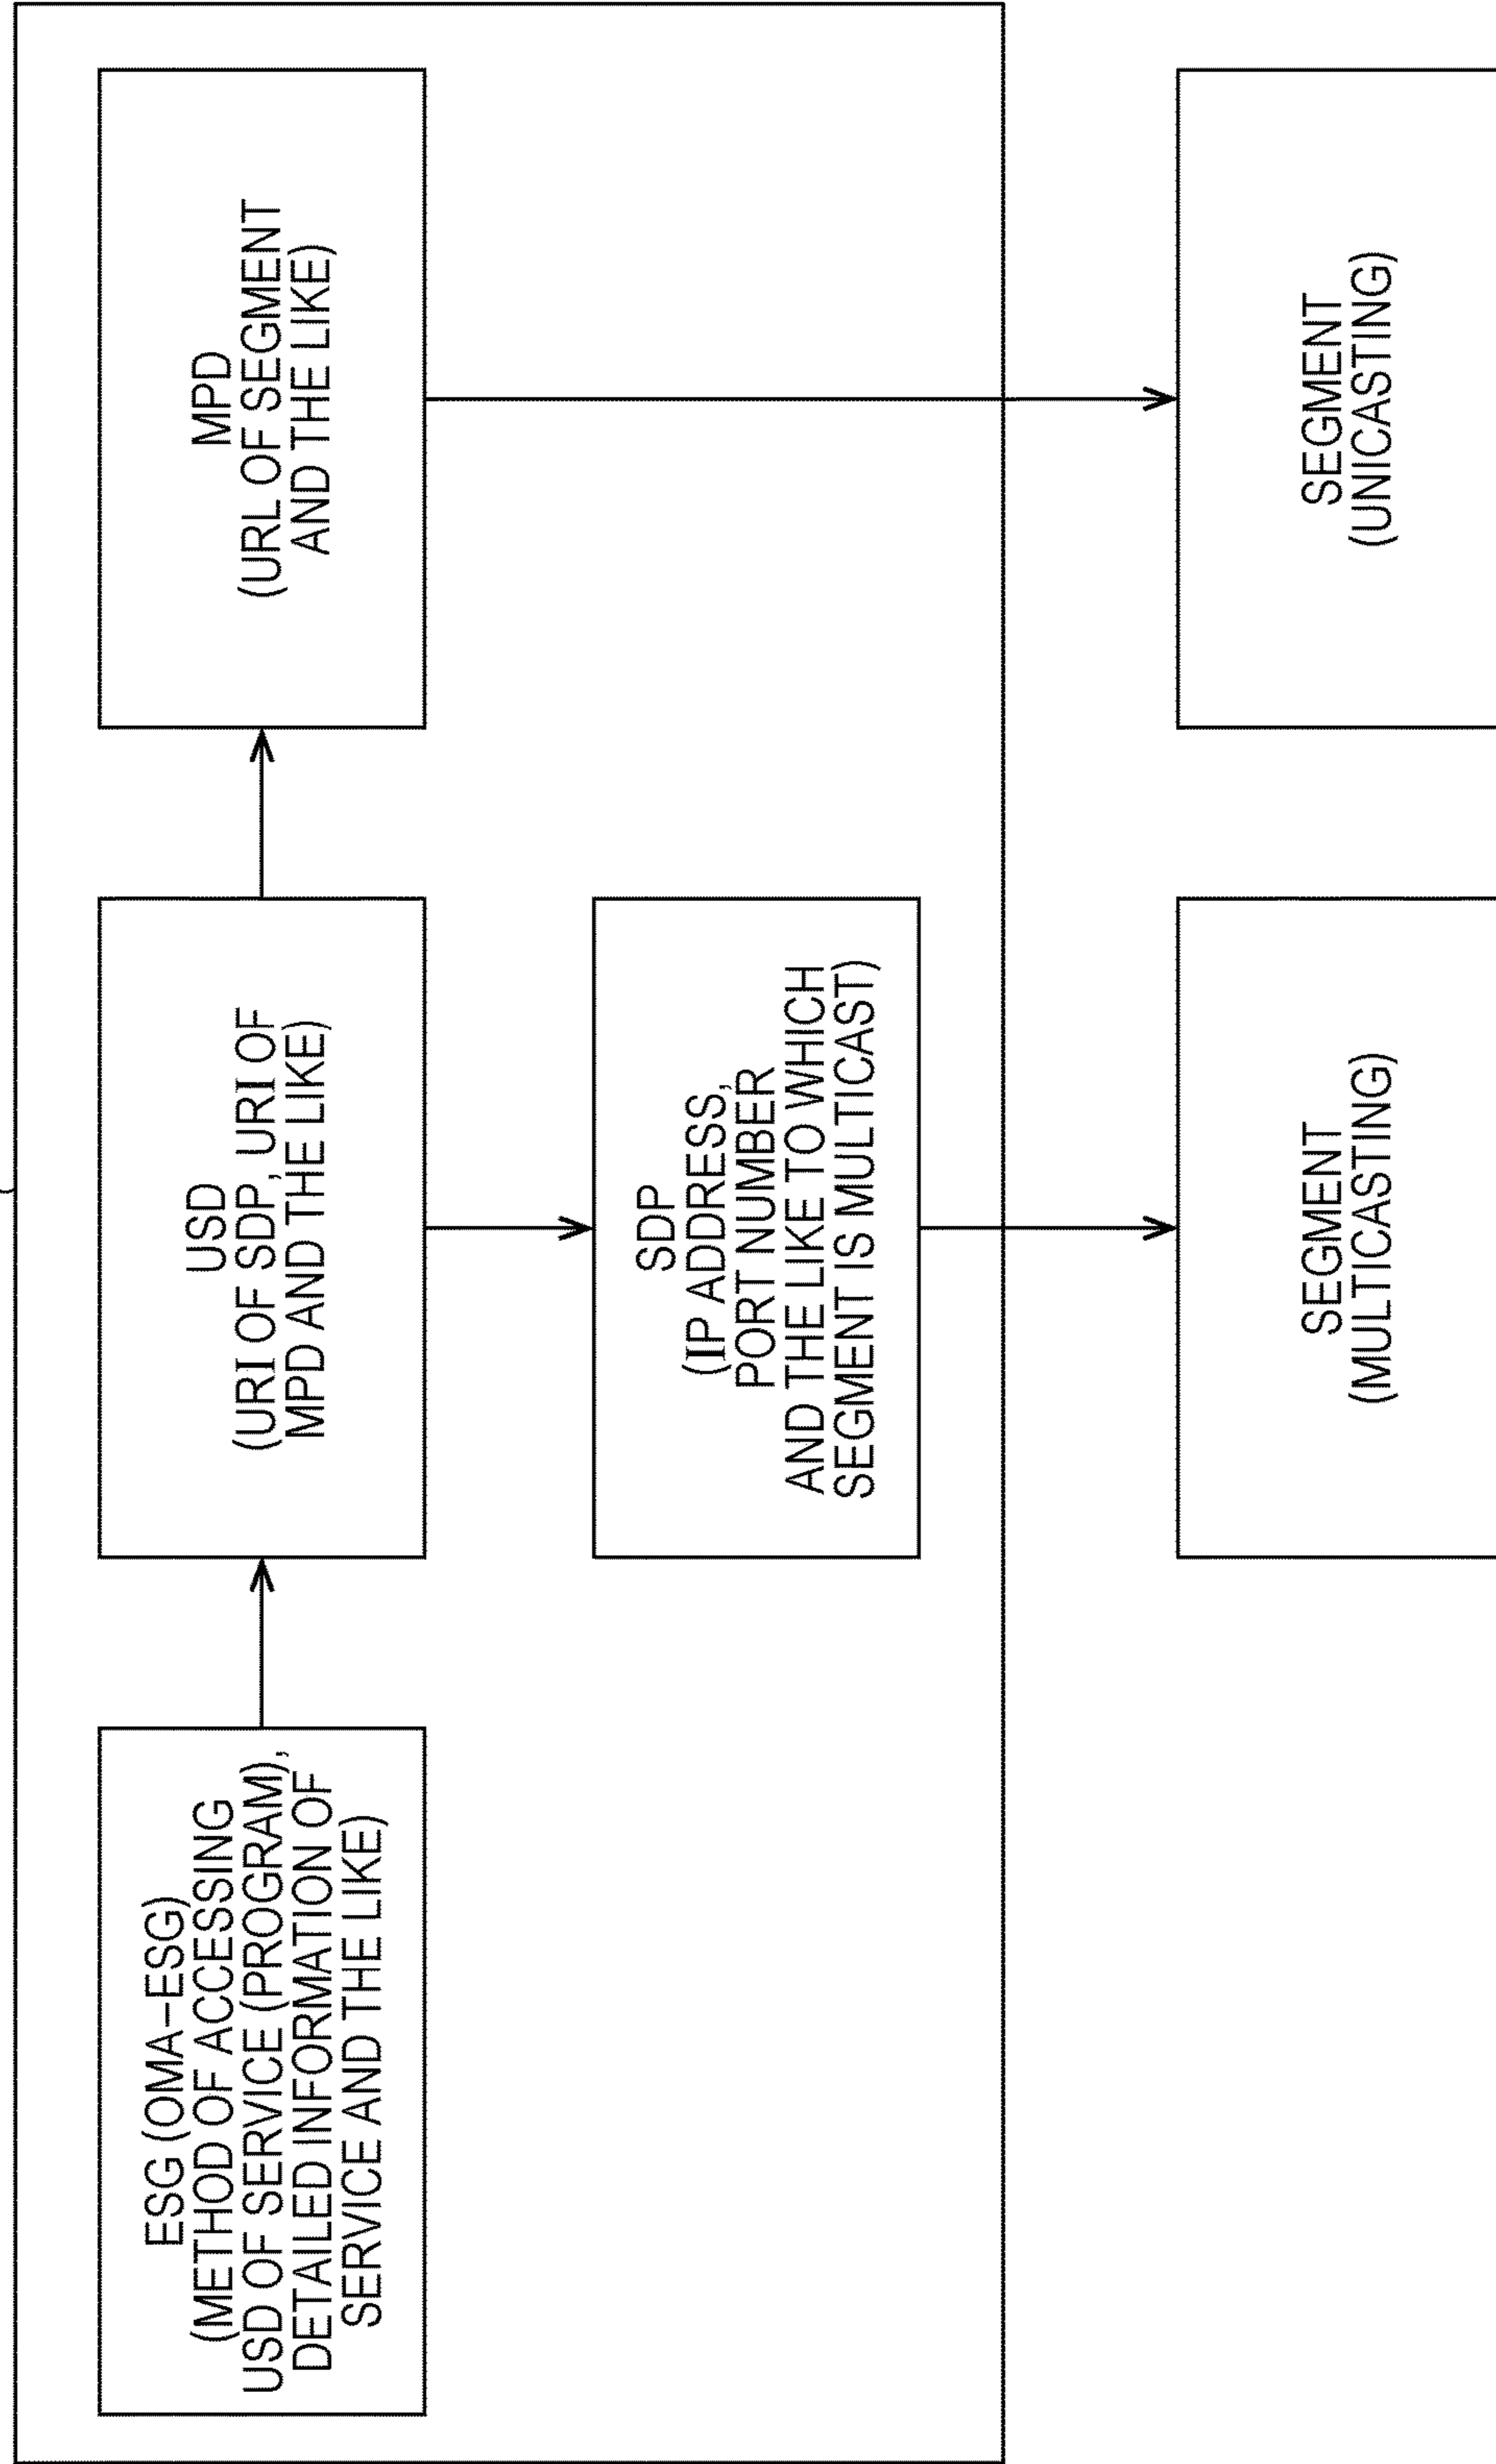 ESG (OMA-ESG)
(METHOD OF ACCESSING
USD OF SERVICE (PROGRAM),
DETAILED INFORMATION OF
SERVICE AND THE LIKE)
USD
(URI OF SDP, URI OF
MPD AND THE LIKE)
MPD
(URL OF SEGMENT
AND THE LIKE)
SDP
(IP ADDRESS,
PORT NUMBER
AND THE LIKE TO WHICH
SEGMENT IS MULTICAST)
SEGMENT
(MULTICASTING)
SEGMENT
(UNICASTING)